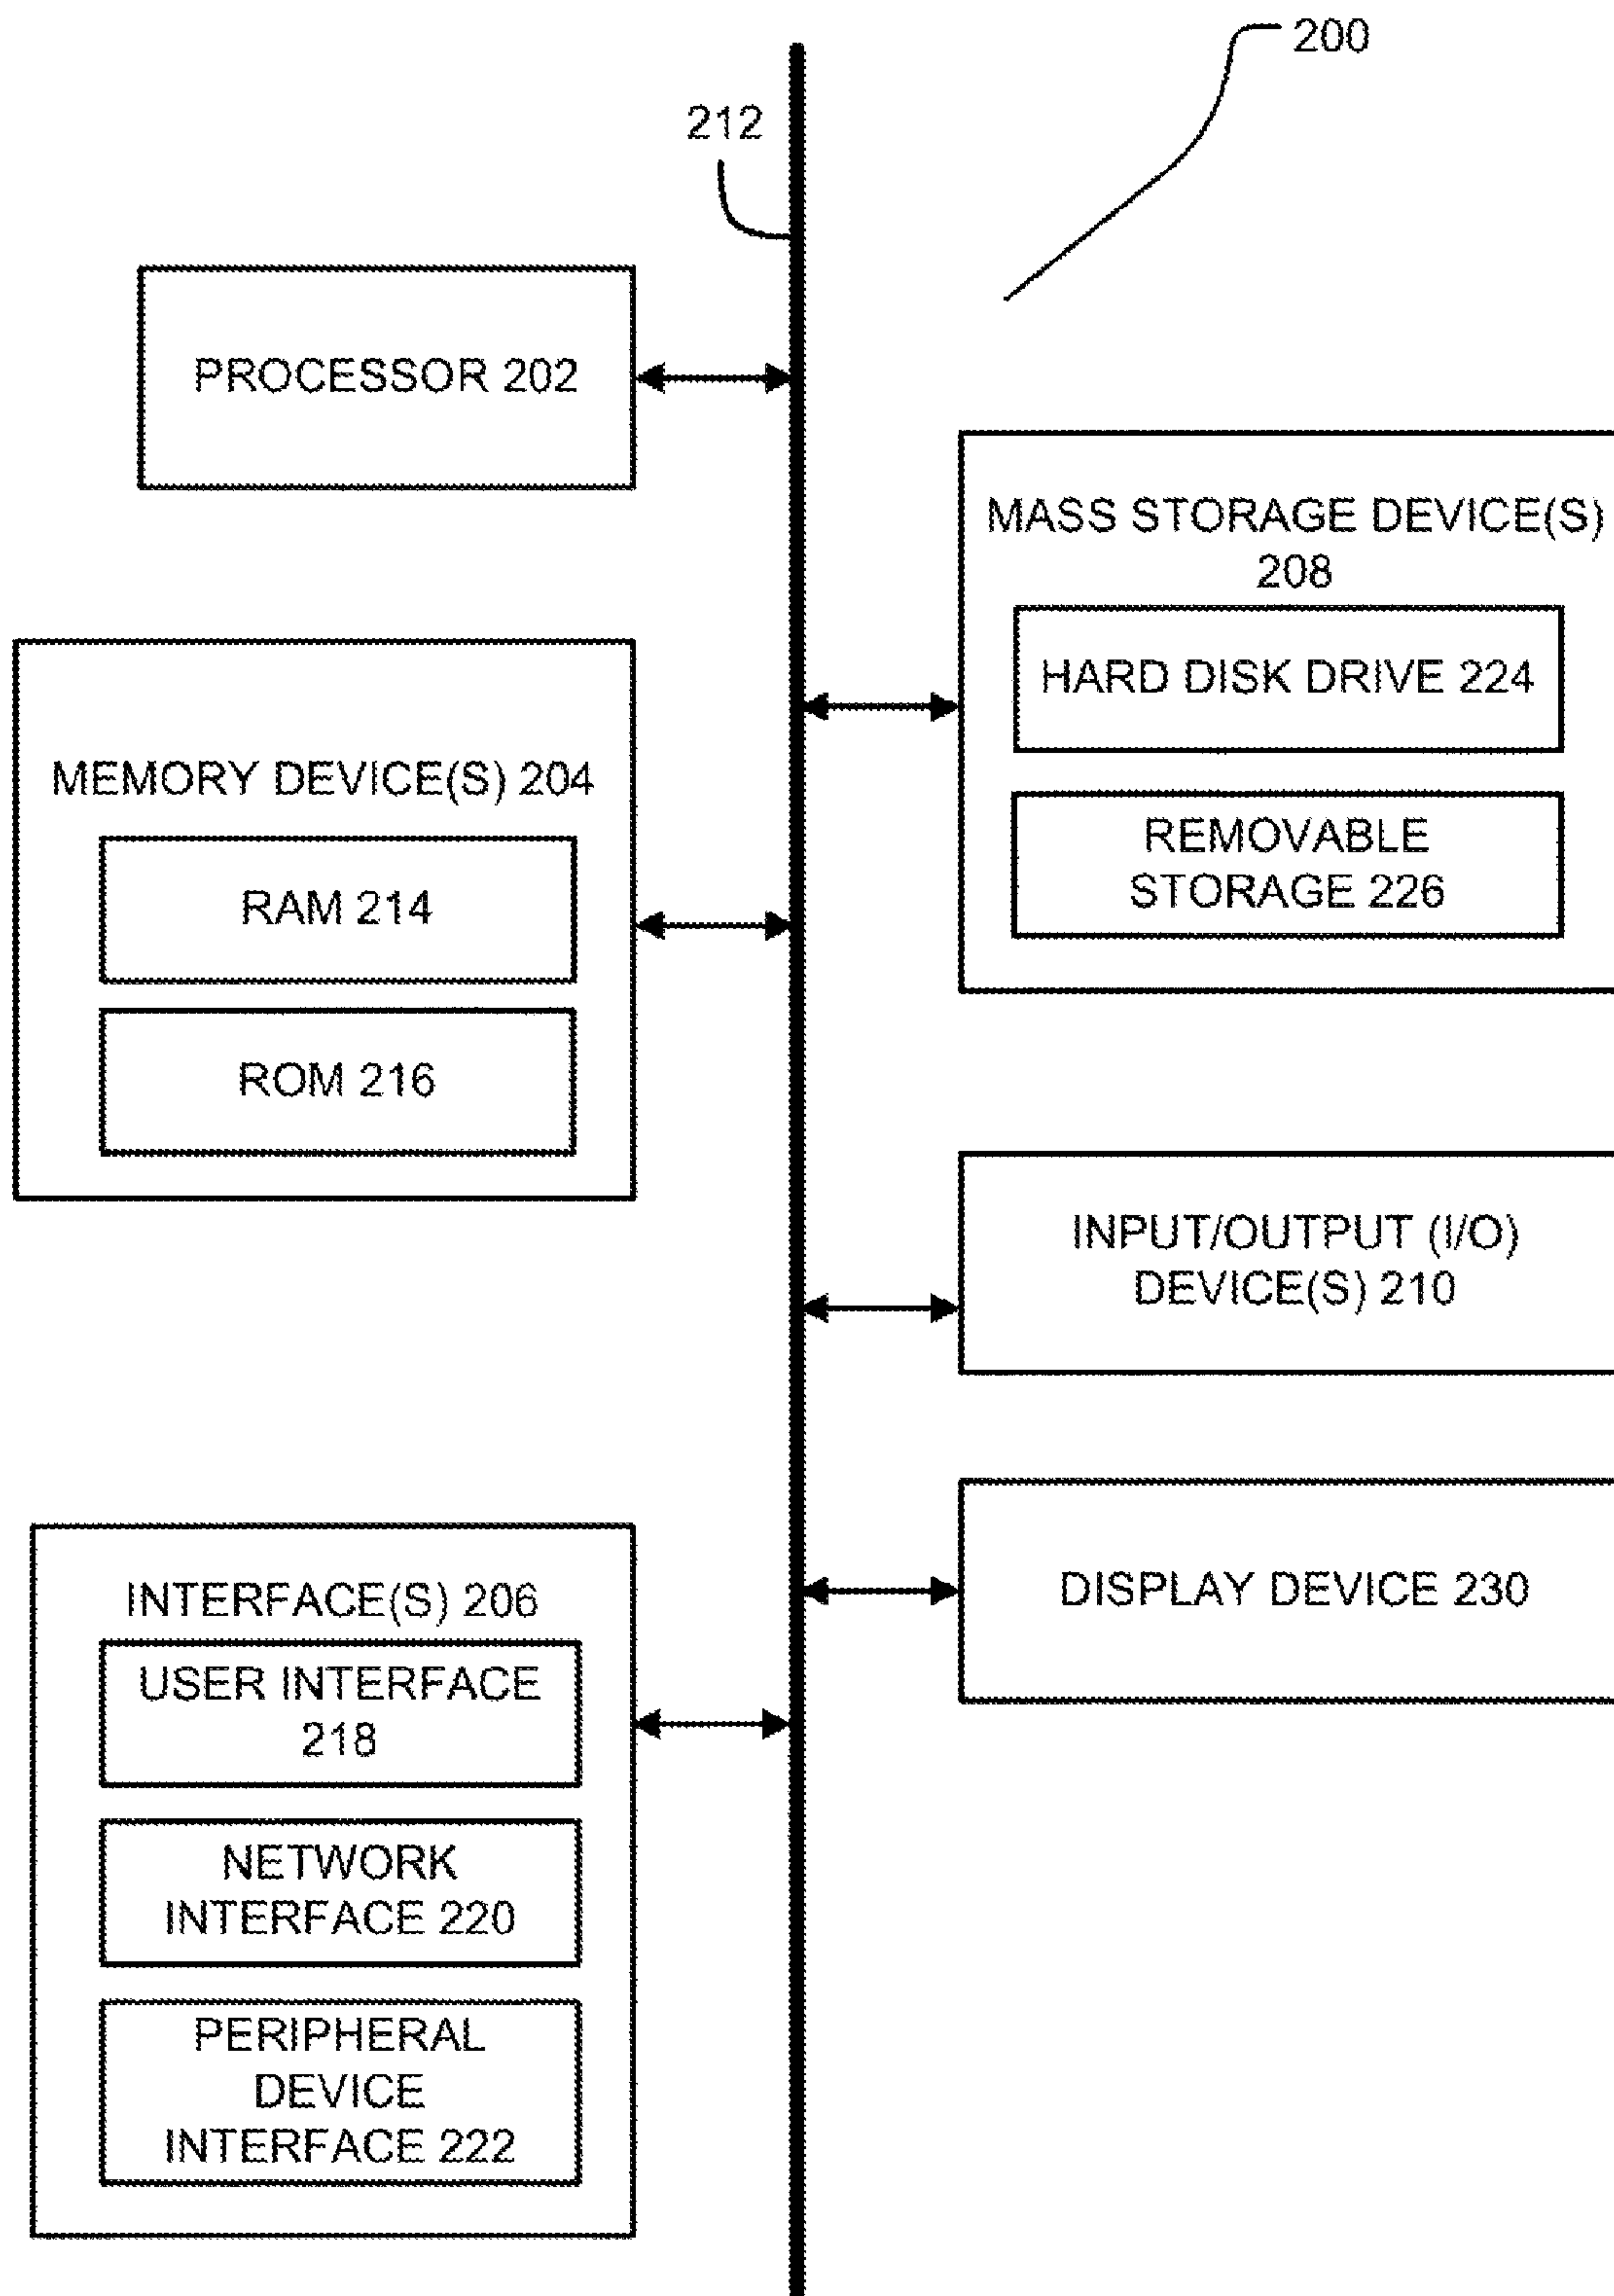 200
212
PROCESSOR 202
MASS STORAGE DEVICE(S)
208
HARD DISK DRIVE 224
REMOVABLE
STORAGE 226
MEMORY DEVICE(S) 204
RAM 214
ROM 216
INPUT/OUTPUT (I/O)
DEVICE(S) 210
DISPLAY DEVICE 230
INTERFACE(S) 206
USER INTERFACE
218
NETWORK
INTERFACE 220
PERIPHERAL
DEVICE
INTERFACE 222